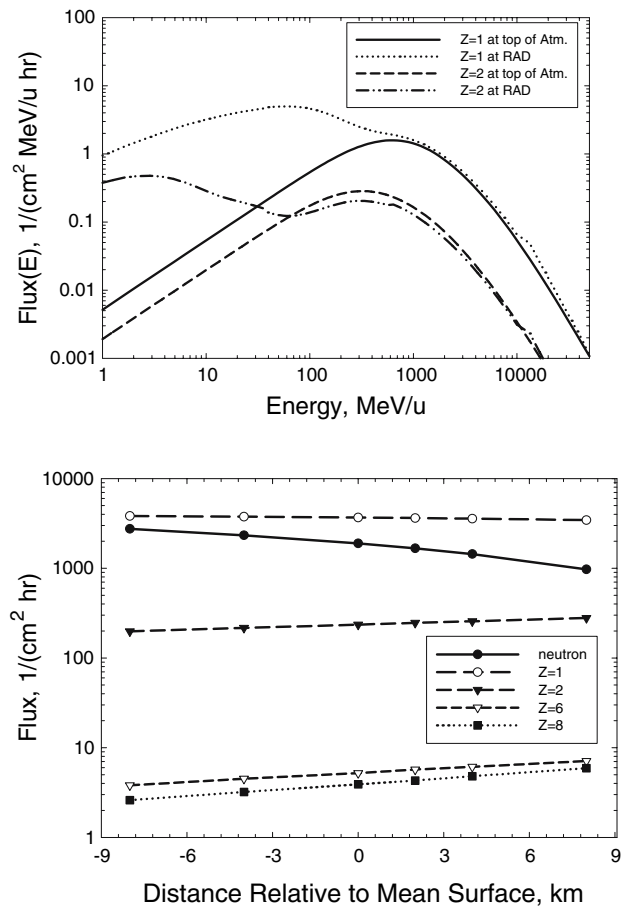 100
10
1
0.1
0.01
0.001
Flux(E), 1/(cm² MeV/u hr)
Z=1 at top of Atm.
Z=1 at RAD
Z=2 at top of Atm.
Z=2 at RAD
1
10
100
1000
10000
Energy, MeV/u
10000
1000
100
10
1
Flux, 1/(cm² hr)
neutron
Z=1
Z=2
Z=6
Z=8
-9
-6
-3
0
3
6
9
Distance Relative to Mean Surface, km